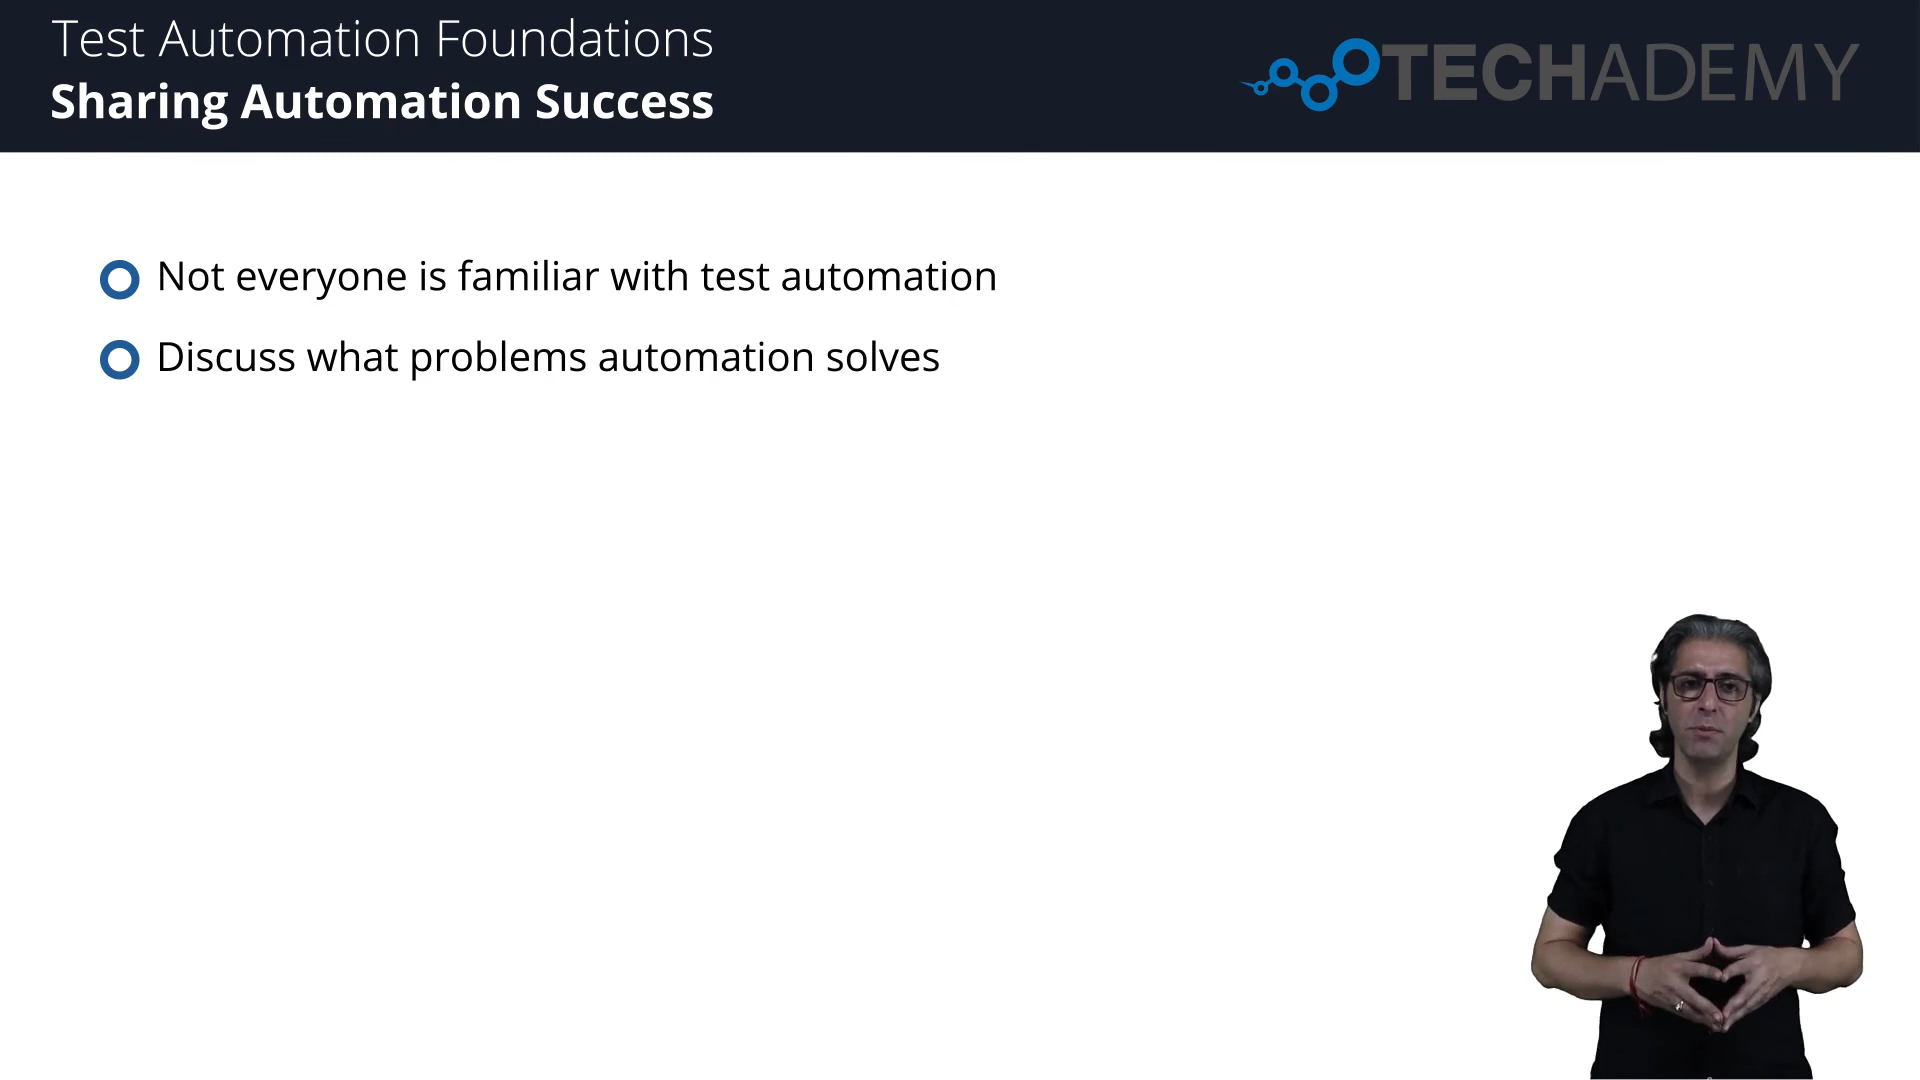 Test Automation Foundations
Sharing Automation Success
TECHADEMY
Not everyone is familiar with test automation
Discuss what problems automation solves